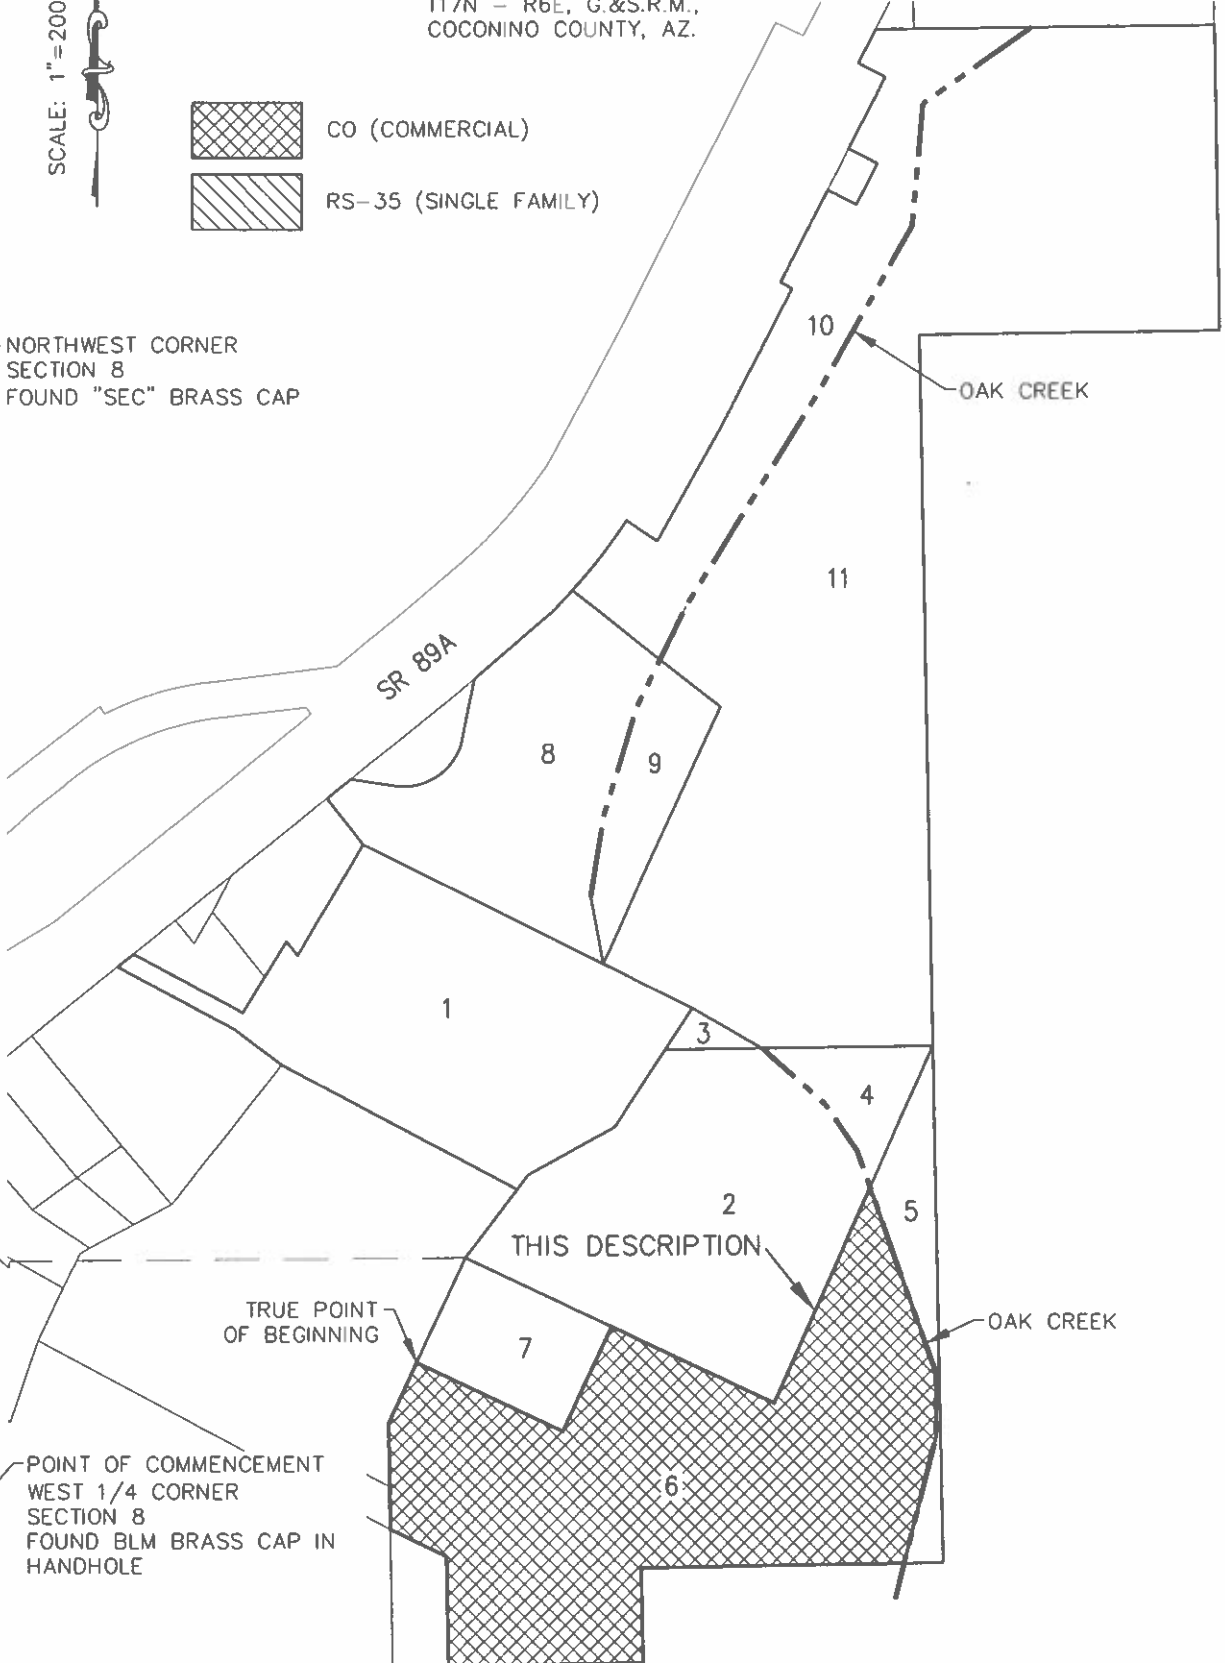 T17N - R6E, G.&S.R.M.,
COCONINO COUNTY, AZ.
SCALE: 1"=200
CO (COMMERCIAL)
RS-35 (SINGLE FAMILY)
NORTHWEST CORNER
SECTION 8
FOUND "SEC" BRASS CAP
10
OAK CREEK
11
SR 89A
8
9
1
3
4
2
5
THIS DESCRIPTION
TRUE POINT
OF BEGINNING
7
OAK CREEK
6
POINT OF COMMENCEMENT
WEST 1/4 CORNER
SECTION 8
FOUND BLM BRASS CAP IN
HANDHOLE